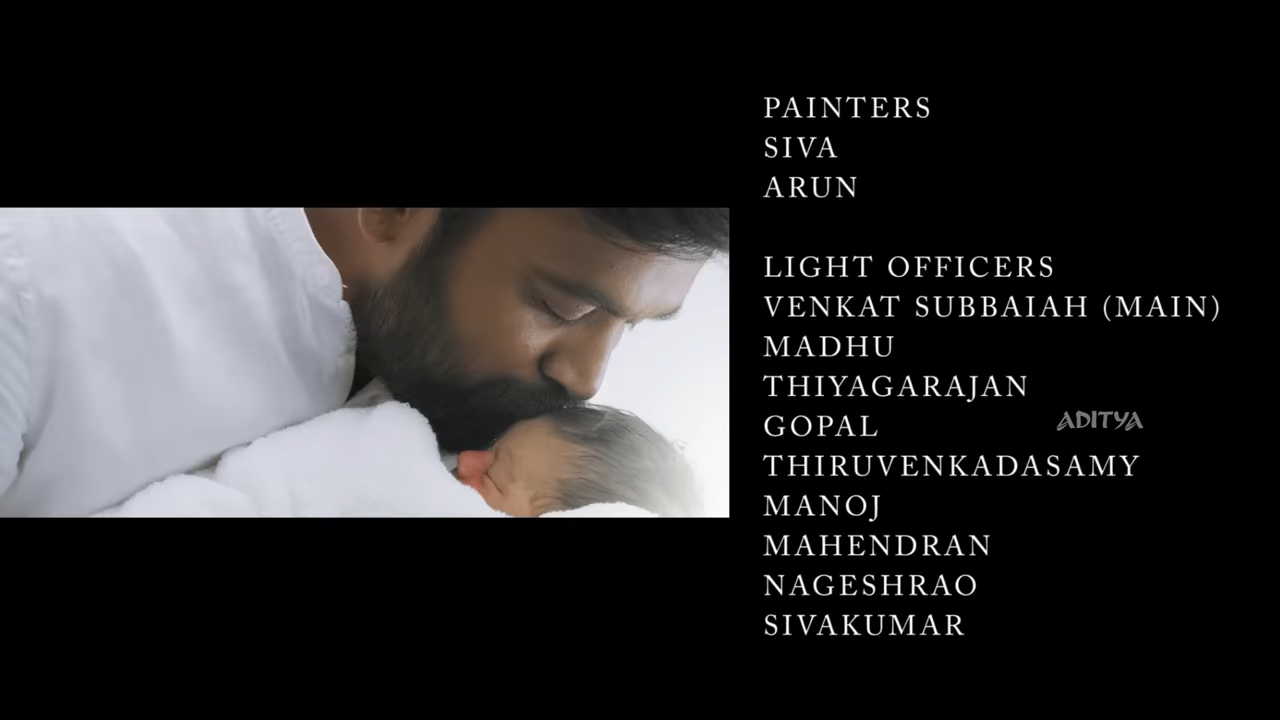 PAINTERS
SIVA
ARUN
LIGHT OFFICERS
VENKAT SUBBAIAH (MAIN)
MADHU
THIYAGARAJAN
GOPAL
THIRUVENKADASAMY
MANOJ
MAHENDRAN
NAGESHRAO
SIVAKUMAR
ADITYA